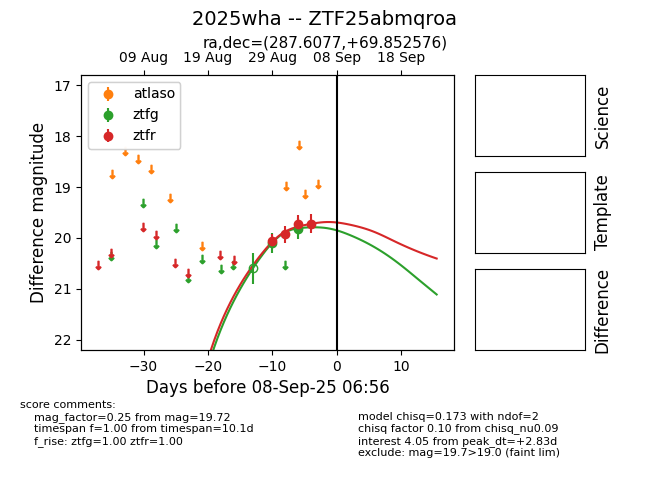 2025wha -- ZTF25abmqroa
ra,dec=(287.6077,+69.852576)
09 Aug 19 Aug 29 Aug 08 Sep 18 Sep
atlaso
ztfg
ztfr
17
18
19
20
21
22
Difference magnitude
−30 −20 −10 0 10
Days before 08-Sep-25 06:56
Science
Template
Difference
score comments:
mag_factor=0.25 from mag=19.72
timespan f=1.00 from timespan=10.1d
f_rise: ztfg=1.00 ztfr=1.00
model chisq=0.173 with ndof=2
chisq factor 0.10 from chisq_nu0.09
interest 4.05 from peak_dt=+2.83d
exclude: mag=19.7>19.0 (faint lim)